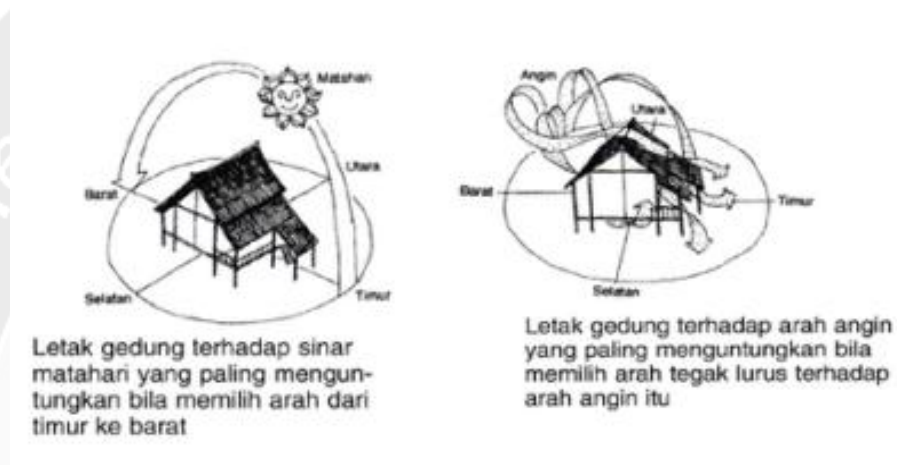 Matahari
Utara
Barat
Selatan
Timur
Letak gedung terhadap sinar
matahari yang paling mengun-
tungkan bila memilih arah dari
timur ke barat
Angin
Utara
Barat
Timur
Selatan
Letak gedung terhadap arah angin
yang paling menguntungkan bila
memilih arah tegak lurus terhadap
arah angin itu